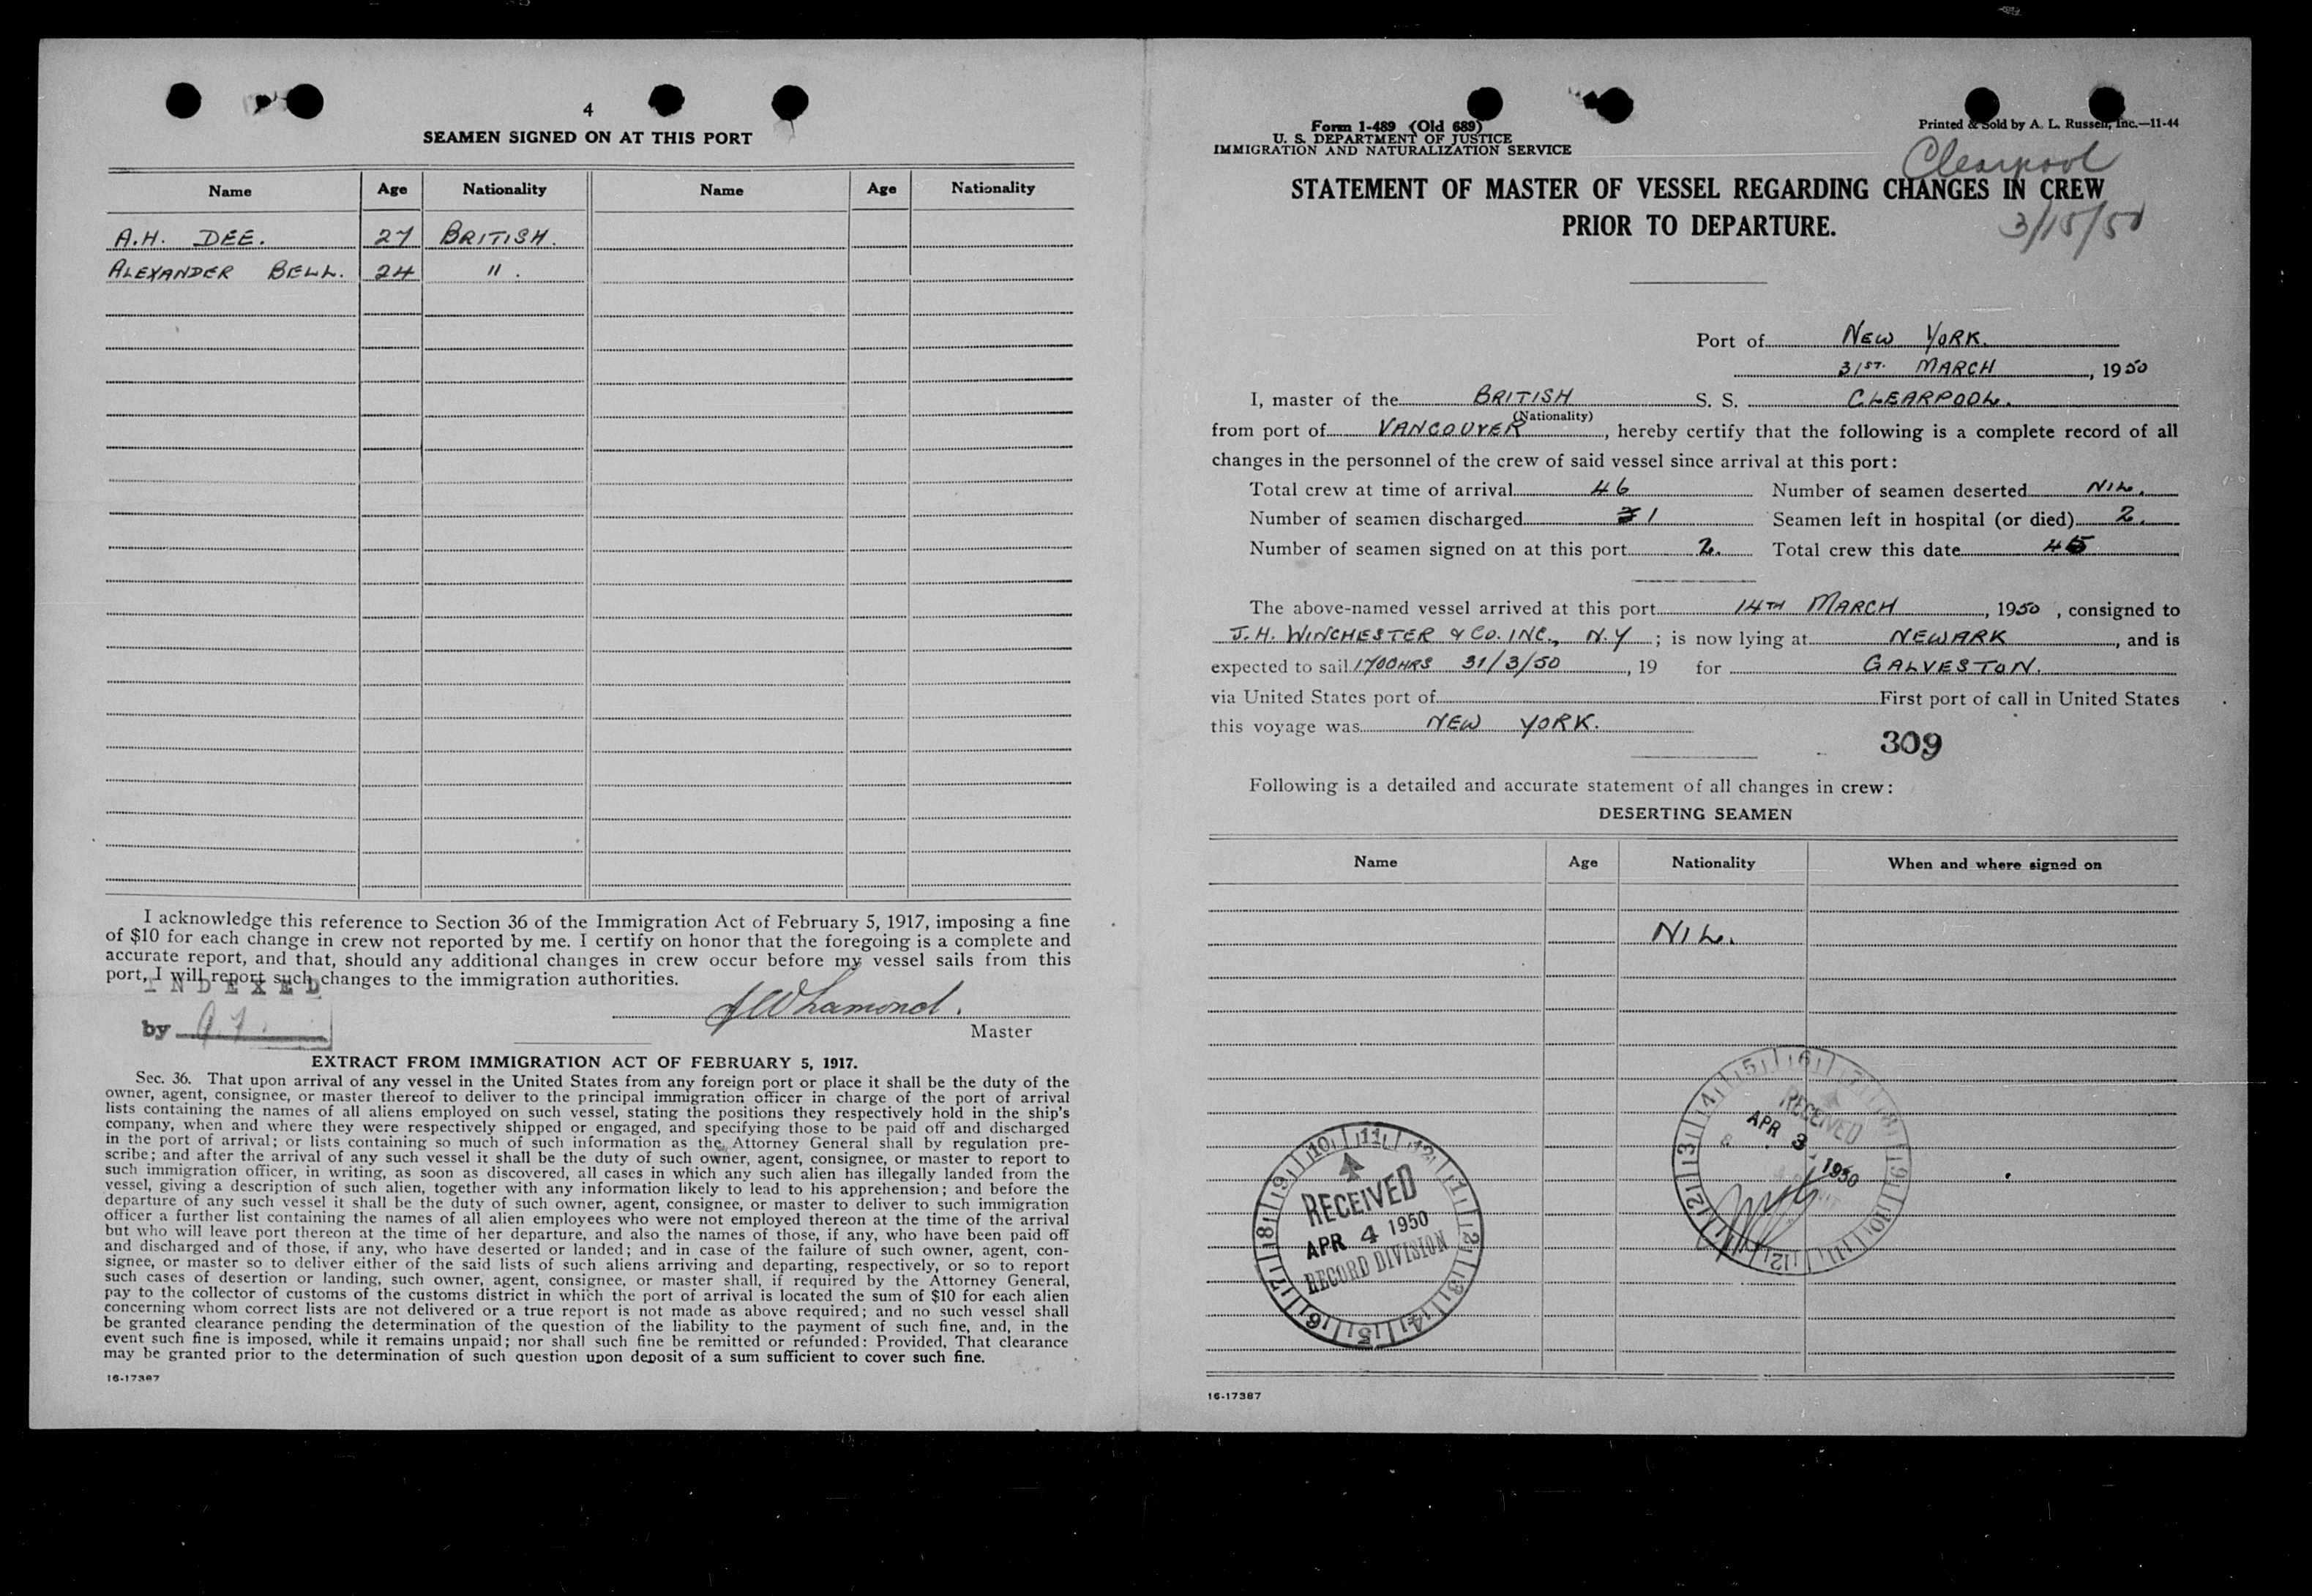 4
SEAMEN SIGNED ON AT THIS PORT
Name Age Nationality Name Age Nationality
A.H. DEE. 27 BRITISH.
ALEXANDER BELL. 24 " .
I acknowledge this reference to Section 36 of the Immigration Act of February 5, 1917, imposing a fine
of $10 for each change in crew not reported by me. I certify on honor that the foregoing is a complete and
accurate report, and that, should any additional changes in crew occur before my vessel sails from this
port, I will report such changes to the immigration authorities.
INDEXED
by
Master
EXTRACT FROM IMMIGRATION ACT OF FEBRUARY 5, 1917.
Sec. 36. That upon arrival of any vessel in the United States from any foreign port or place it shall be the duty of the
owner, agent, consignee, or master thereof to deliver to the principal immigration officer in charge of the port of arrival
lists containing the names of all aliens employed on such vessel, stating the positions they respectively hold in the ship's
company, when and where they were respectively shipped or engaged, and specifying those to be paid off and discharged
in the port of arrival; or lists containing so much of such information as the Attorney General shall by regulation pre-
scribe; and after the arrival of any such vessel it shall be the duty of such owner, agent, consignee, or master to report to
such immigration officer, in writing, as soon as discovered, all cases in which any such alien has illegally landed from the
vessel, giving a description of such alien, together with any information likely to lead to his apprehension; and before the
departure of any such vessel it shall be the duty of such owner, agent, consignee, or master to deliver to such immigration
officer a further list containing the names of all alien employees who were not employed thereon at the time of the arrival
but who will leave port thereon at the time of her departure, and also the names of those, if any, who have been paid off
and discharged and of those, if any, who have deserted or landed; and in case of the failure of such owner, agent, con-
signee, or master so to deliver either of the said lists of such aliens arriving and departing, respectively, or so to report
such cases of desertion or landing, such owner, agent, consignee, or master shall, if required by the Attorney General,
pay to the collector of customs of the customs district in which the port of arrival is located the sum of $10 for each alien
concerning whom correct lists are not delivered or a true report is not made as above required; and no such vessel shall
be granted clearance pending the determination of the question of the liability to the payment of such fine, and, in the
event such fine is imposed, while it remains unpaid; nor shall such fine be remitted or refunded: Provided, That clearance
may be granted prior to the determination of such question upon deposit of a sum sufficient to cover such fine.
16-17387
Form 1-489 (Old 689)
U. S. DEPARTMENT OF JUSTICE
IMMIGRATION AND NATURALIZATION SERVICE
Printed & Sold by A. L. Russell, Inc.—11-44
Clearpool
STATEMENT OF MASTER OF VESSEL REGARDING CHANGES IN CREW
PRIOR TO DEPARTURE.
3/15/50
Port of NEW YORK.
31ST. MARCH, 1950
I, master of the BRITISH S. S. CLEARPOOL.
(Nationality)
from port of VANCOUVER, hereby certify that the following is a complete record of all
changes in the personnel of the crew of said vessel since arrival at this port:
Total crew at time of arrival 46 Number of seamen deserted NIL.
Number of seamen discharged 1 Seamen left in hospital (or died) 2.
Number of seamen signed on at this port 2. Total crew this date 45
The above-named vessel arrived at this port 14TH MARCH, 1950, consigned to
J.H. WINCHESTER & CO. INC., N.Y; is now lying at NEWARK, and is
expected to sail 1700HRS 31/3/50, 19 for GALVESTON.
via United States port of First port of call in United States
this voyage was NEW YORK.
309
Following is a detailed and accurate statement of all changes in crew:
DESERTING SEAMEN
Name Age Nationality When and where signed on
NIL.
RECEIVED
APR 3 1950
RECEIVED
APR 4 1950
RECORD DIVISION
16-17387